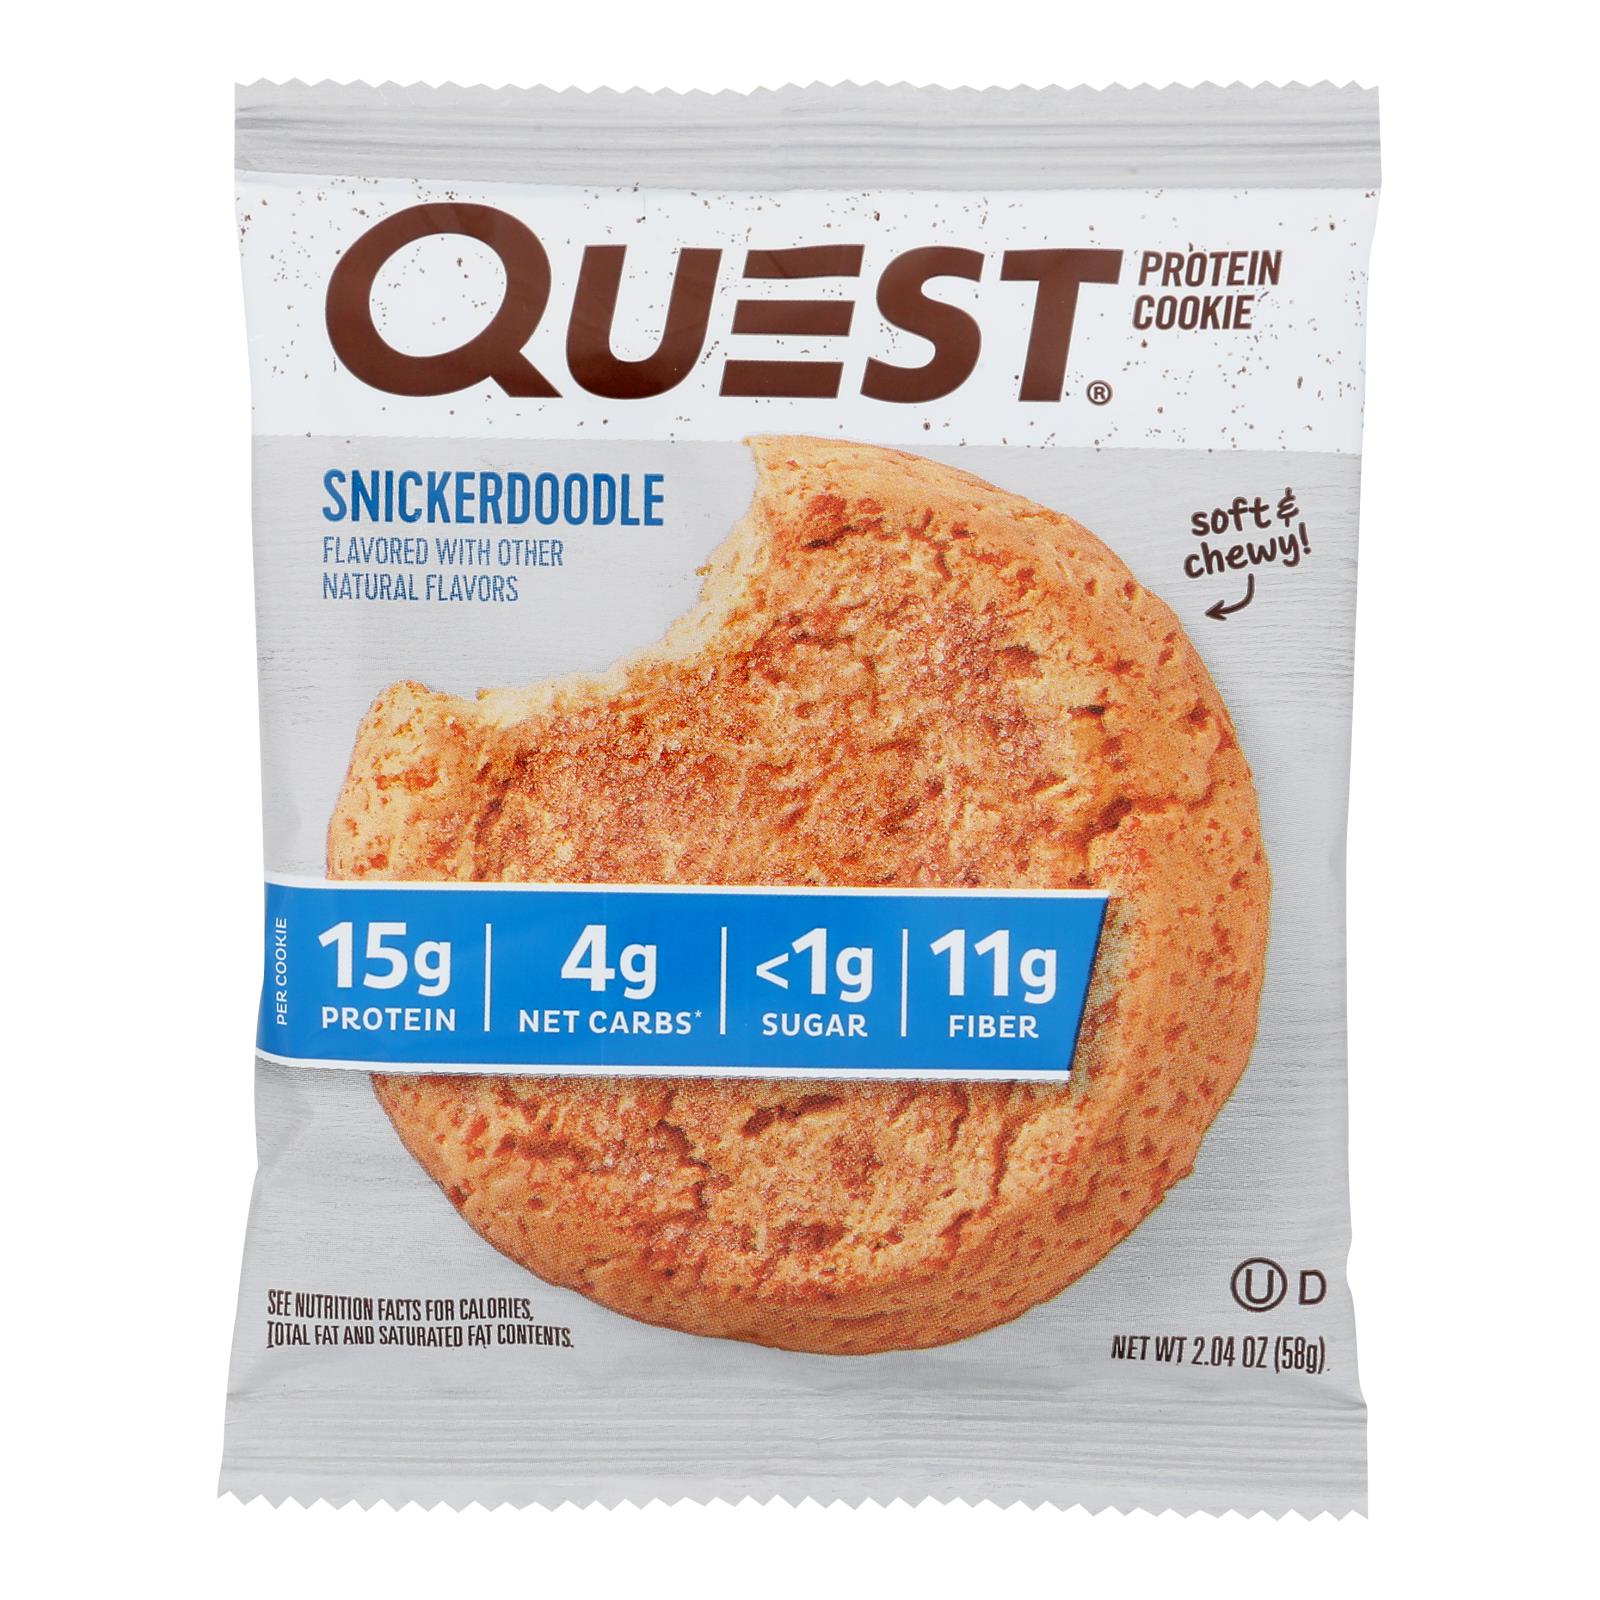 QUEST®
PROTEIN
COOKIE
SNICKERDOODLE
FLAVORED WITH OTHER
NATURAL FLAVORS
soft &
chewy!
PER COOKIE
15g PROTEIN
4g NET CARBS*
<1g SUGAR
11g FIBER
SEE NUTRITION FACTS FOR CALORIES,
TOTAL FAT AND SATURATED FAT CONTENTS.
U D
NET WT 2.04 OZ (58g)